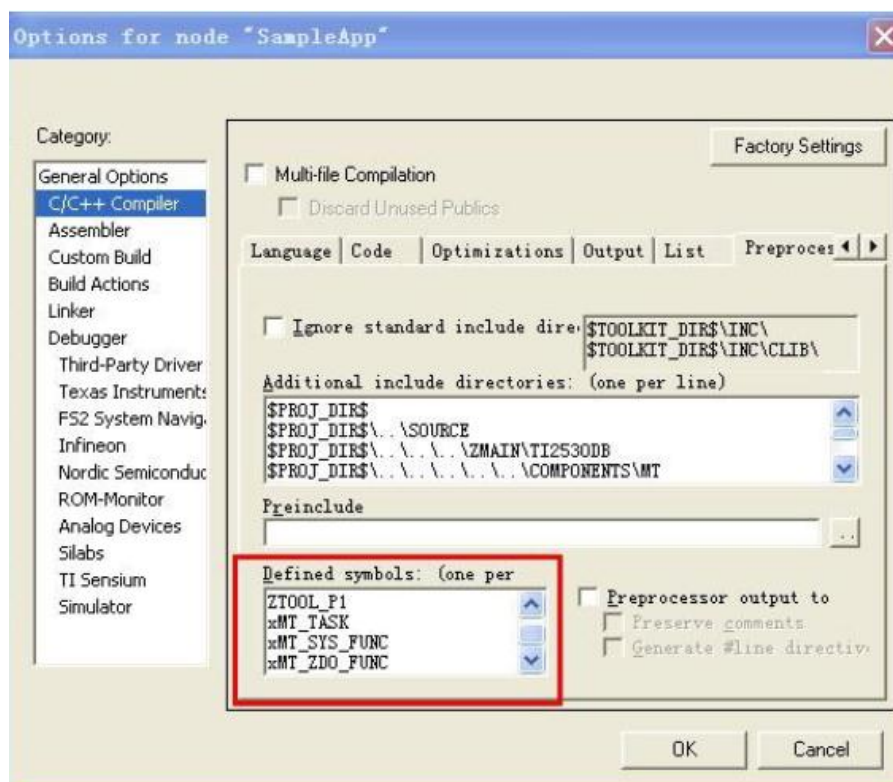 Options for node "SampleApp"
Category:
General Options
C/C++ Compiler
Assembler
Custom Build
Build Actions
Linker
Debugger
Third-Party Driver
Texas Instruments
FS2 System Navig
Infineon
Nordic Semiconduc
ROM-Monitor
Analog Devices
Silabs
TI Sensium
Simulator
Factory Settings
Multi-file Compilation
Discard Unused Publics
Language Code Optimizations Output List Preproces
Ignore standard include dire
$TOOLKIT_DIR$\INC\
$TOOLKIT_DIR$\INC\CLIB\
Additional include directories: (one per line)
$PROJ_DIR$
$PROJ_DIR$\..\SOURCE
$PROJ_DIR$\..\..\..\ZMAIN\TI2530DB
$PROJ_DIR$\..\..\..\..\..\COMPONENTS\MT
Preinclude
..
Defined symbols: (one per
ZTOOL_P1
xMT_TASK
xMT_SYS_FUNC
xMT_ZDO_FUNC
Preprocessor output to
Preserve comments
Generate #line directiv
OK
Cancel